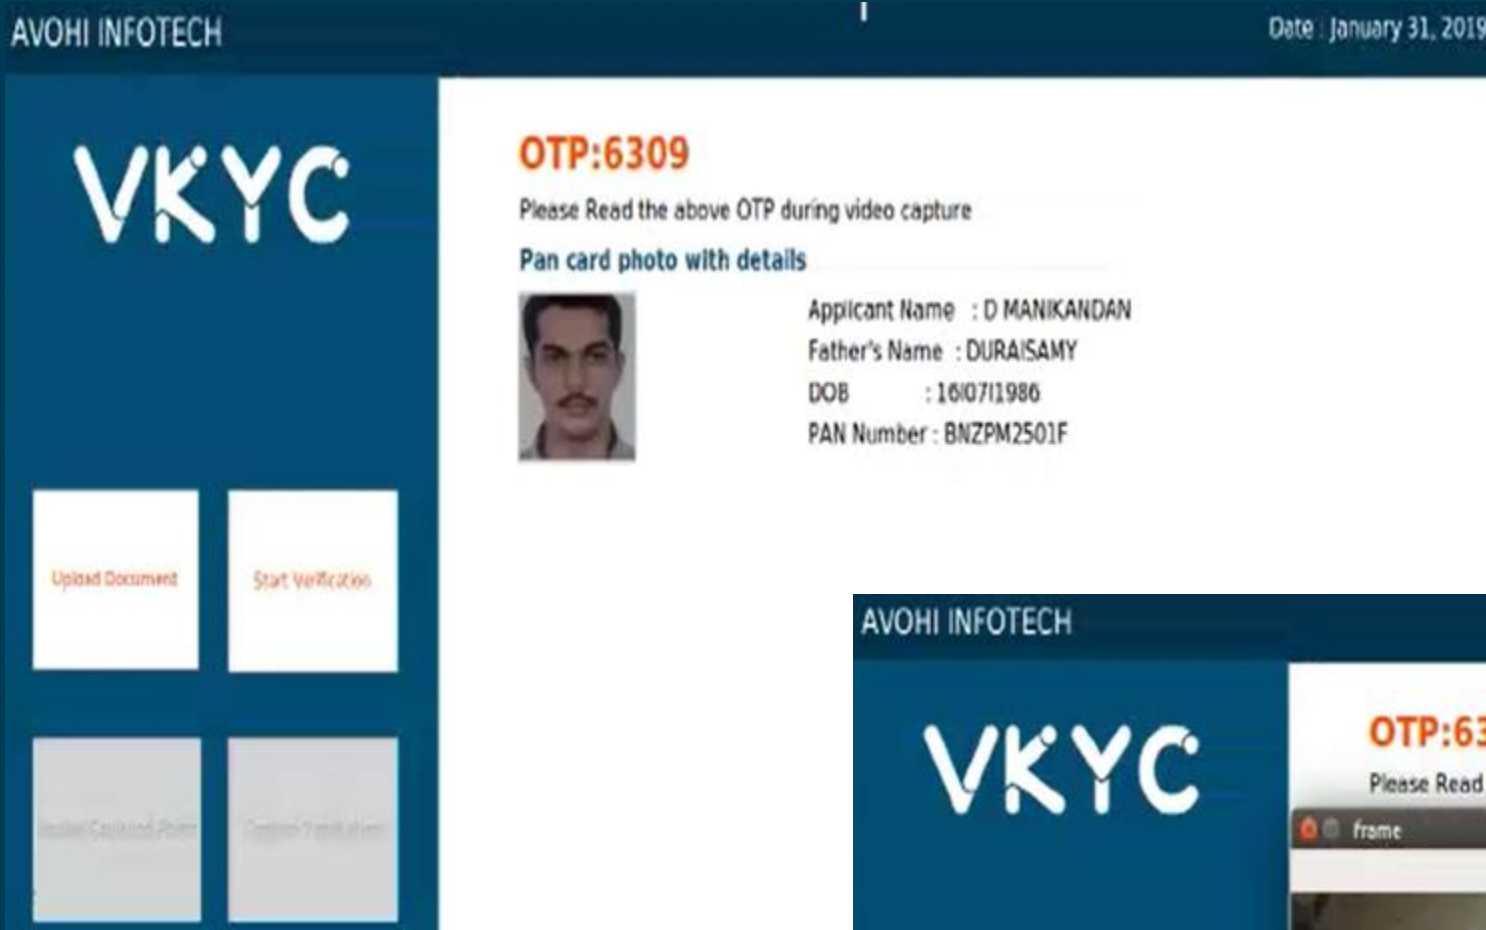 AVOHI INFOTECH
Date : January 31, 2019
VKYC
OTP:6309
Please Read the above OTP during video capture
Pan card photo with details
Applicant Name : D MANIKANDAN
Father's Name : DURAISAMY
DOB : 16/07/1986
PAN Number : BNZPM2501F
Upload Document
Start Verification
AVOHI INFOTECH
VKYC
OTP:63
Please Read
frame